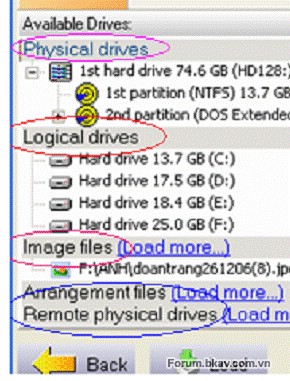 Available Drives:
Physical drives
1st hard drive 74.6 GB (HD128:
1st partition (NTFS) 13.7 G
2nd partition (DOS Extended
Logical drives
Hard drive 13.7 GB (C:)
Hard drive 17.5 GB (D:)
Hard drive 18.4 GB (E:)
Hard drive 25.0 GB (F:)
Image files (Load more...)
F:\ANH\doantrang261206(8).jpe
Arrangement files (Load more...)
Remote physical drives (Load m
Back
Forum.bkav.com.vn